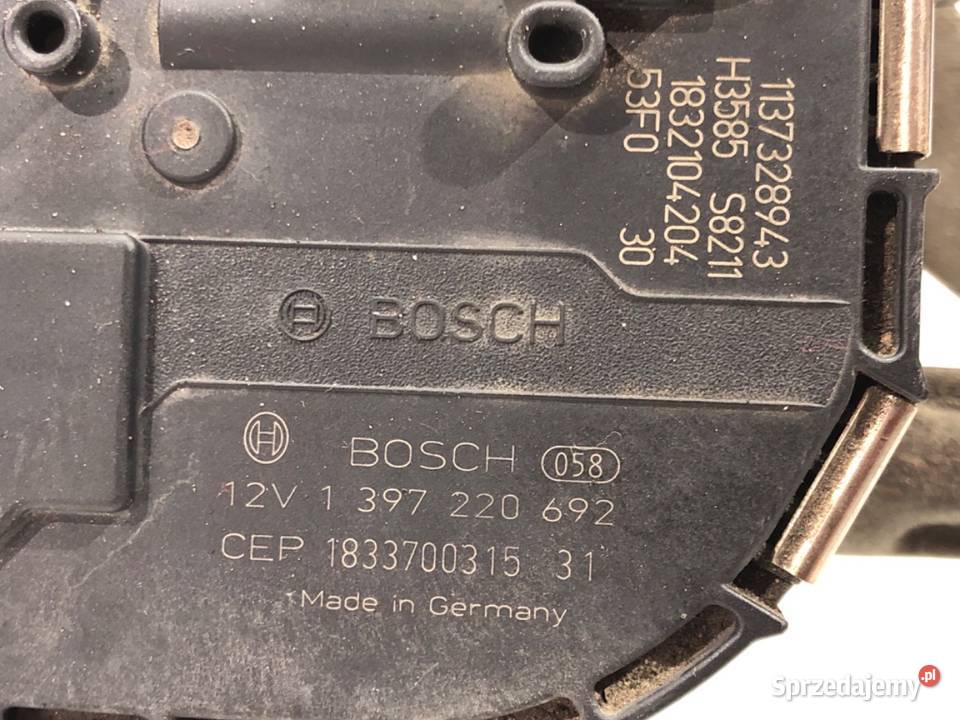 1137328943
H3585 S8211
1832104204
53F0 30
BOSCH
BOSCH 058
12V 1 397 220 692
CEP 1833700315 31
Made in Germany
Sprzedajemy.pl